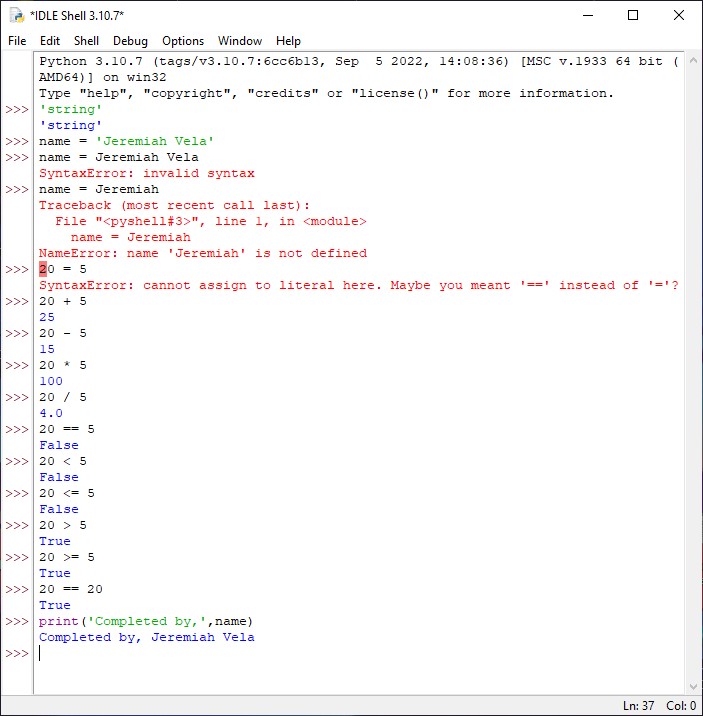 *IDLE Shell 3.10.7*
File Edit Shell Debug Options Window Help
Python 3.10.7 (tags/v3.10.7:6cc6b13, Sep  5 2022, 14:08:36) [MSC v.1933 64 bit (
AMD64)] on win32
Type "help", "copyright", "credits" or "license()" for more information.
>>> 'string'
'string'
>>> name = 'Jeremiah Vela'
>>> name = Jeremiah Vela
SyntaxError: invalid syntax
>>> name = Jeremiah
Traceback (most recent call last):
  File "<pyshell#3>", line 1, in <module>
    name = Jeremiah
NameError: name 'Jeremiah' is not defined
>>> 20 = 5
SyntaxError: cannot assign to literal here. Maybe you meant '==' instead of '='?
>>> 20 + 5
25
>>> 20 - 5
15
>>> 20 * 5
100
>>> 20 / 5
4.0
>>> 20 == 5
False
>>> 20 < 5
False
>>> 20 <= 5
False
>>> 20 > 5
True
>>> 20 >= 5
True
>>> 20 == 20
True
>>> print('Completed by,',name)
Completed by, Jeremiah Vela
>>>
Ln: 37 Col: 0